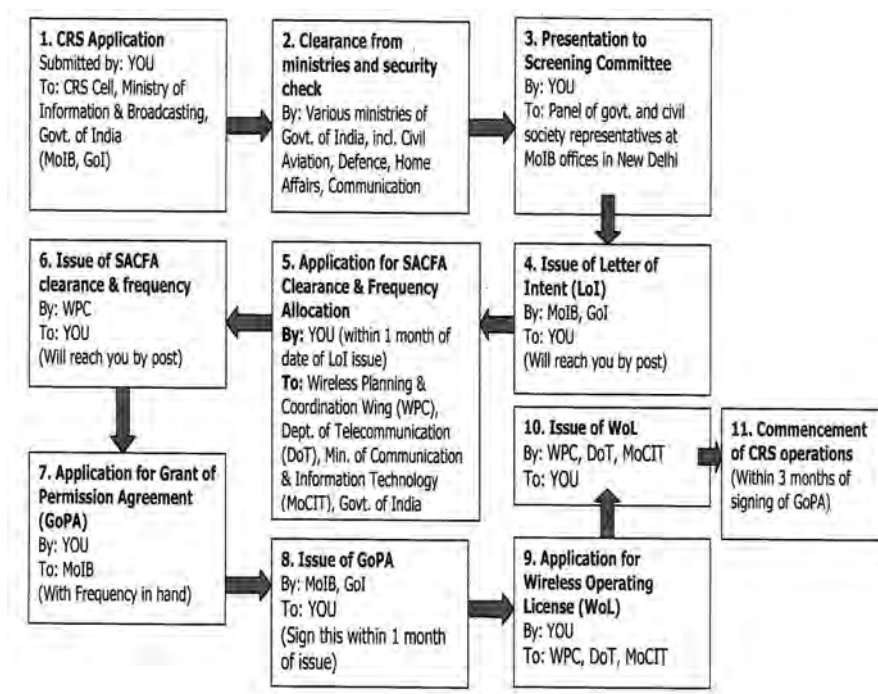 1. CRS Application
Submitted by: YOU
To: CRS Cell, Ministry of
Information & Broadcasting,
Govt. of India
(MoIB, GoI)
2. Clearance from
ministries and security
check
By: Various ministries of
Govt. of India, incl. Civil
Aviation, Defence, Home
Affairs, Communication
3. Presentation to
Screening Committee
By: YOU
To: Panel of govt. and civil
society representatives at
MoIB offices in New Delhi
4. Issue of Letter of
Intent (LoI)
By: MoIB, GoI
To: YOU
(Will reach you by post)
5. Application for SACFA
Clearance & Frequency
Allocation
By: YOU (within 1 month of
date of LoI issue)
To: Wireless Planning &
Coordination Wing (WPC),
Dept. of Telecommunication
(DoT), Min. of Communication
& Information Technology
(MoCIT), Govt. of India
6. Issue of SACFA
clearance & frequency
By: WPC
To: YOU
(Will reach you by post)
7. Application for Grant of
Permission Agreement
(GoPA)
By: YOU
To: MoIB
(With Frequency in hand)
8. Issue of GoPA
By: MoIB, GoI
To: YOU
(Sign this within 1 month
of issue)
9. Application for
Wireless Operating
License (WoL)
By: YOU
To: WPC, DoT, MoCIT
10. Issue of WoL
By: WPC, DoT, MoCIT
To: YOU
11. Commencement
of CRS operations
(Within 3 months of
signing of GoPA)